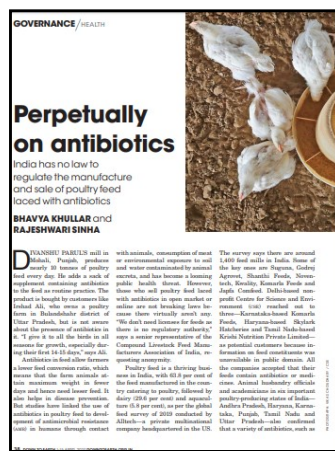 GOVERNANCE/HEALTH
Perpetually
on antibiotics
India has no law to
regulate the manufacture
and sale of poultry feed
laced with antibiotics
BHAVYA KHULLAR and
RAJESHWARI SINHA
DIVANSHU PARUL'S mill in
Mohali, Punjab, produces
nearly 10 tonnes of poultry
feed every day. He adds a sack of
supplement containing antibiotics
to the feed as routine practice. The
product is bought by customers like
Irshad Ali, who owns a poultry
farm in Bulandshahr district of
Uttar Pradesh, but is not aware
about the presence of antibiotics in
it. "I give it to all the birds in all
seasons for growth, especially dur-
ing their first 14-15 days," says Ali.
Antibiotics in feed allow farmers
a lower feed conversion ratio, which
means that the farm animals at-
tain maximum weight in fewer
days and hence need lesser feed. It
also helps in disease prevention.
But studies have linked the use of
antibiotics in poultry feed to devel-
opment of antimicrobial resistance
(AMR) in humans through contact
with animals, consumption of meat
or environmental exposure to soil
and water contaminated by animal
excreta, and has become a looming
public health threat. However,
those who sell poultry feed laced
with antibiotics in open market or
online are not breaking laws be-
cause there virtually aren't any.
"We don't need licenses for feeds as
there is no regulatory authority,"
says a senior representative of the
Compound Livestock Feed Manu-
facturers Association of India, re-
questing anonymity.
Poultry feed is a thriving busi-
ness in India, with 63.8 per cent of
the feed manufactured in the coun-
try catering to poultry, followed by
dairy (29.6 per cent) and aquacul-
ture (5.8 per cent), as per the global
feed survey of 2019 conducted by
Alltech—a private multinational
company headquartered in the US.
The survey says there are around
1,400 feed mills in India. Some of
the key ones are Suguna, Godrej
Agrovet, Shanthi Feeds, Noven-
tech, Kwality, Komarla Feeds and
Japfa Comfeed. Delhi-based non-
profit Centre for Science and Envi-
ronment (CSE) reached out to
three—Karnataka-based Komarla
Feeds, Haryana-based Skylark
Hatcheries and Tamil Nadu-based
Krishi Nutrition Private Limited—
as potential customers because in-
formation on feed constituents was
unavailable in public domain. All
the companies accepted that their
feeds contain antibiotics or medi-
cines. Animal husbandry officials
and academicians in six important
poultry-producing states of India—
Andhra Pradesh, Haryana, Karna-
taka, Punjab, Tamil Nadu and
Uttar Pradesh—also confirmed
that a variety of antibiotics, such as